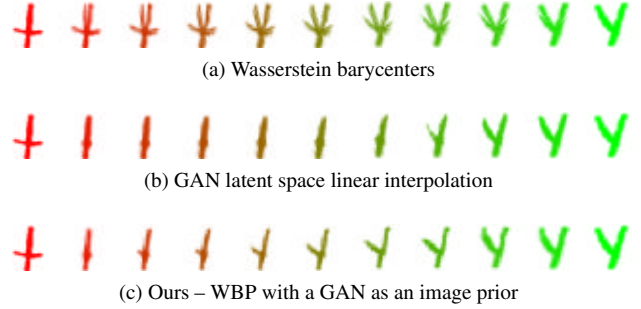 (a) Wasserstein barycenters
(b) GAN latent space linear interpolation
(c) Ours – WBP with a GAN as an image prior